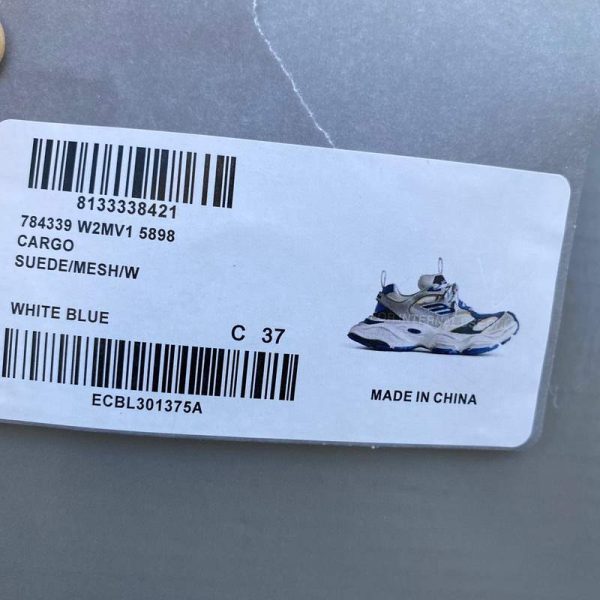 8133338421
784339 W2MV1 5898
CARGO
SUEDE/MESH/W
WHITE BLUE
C 37
ECBL301375A
MADE IN CHINA